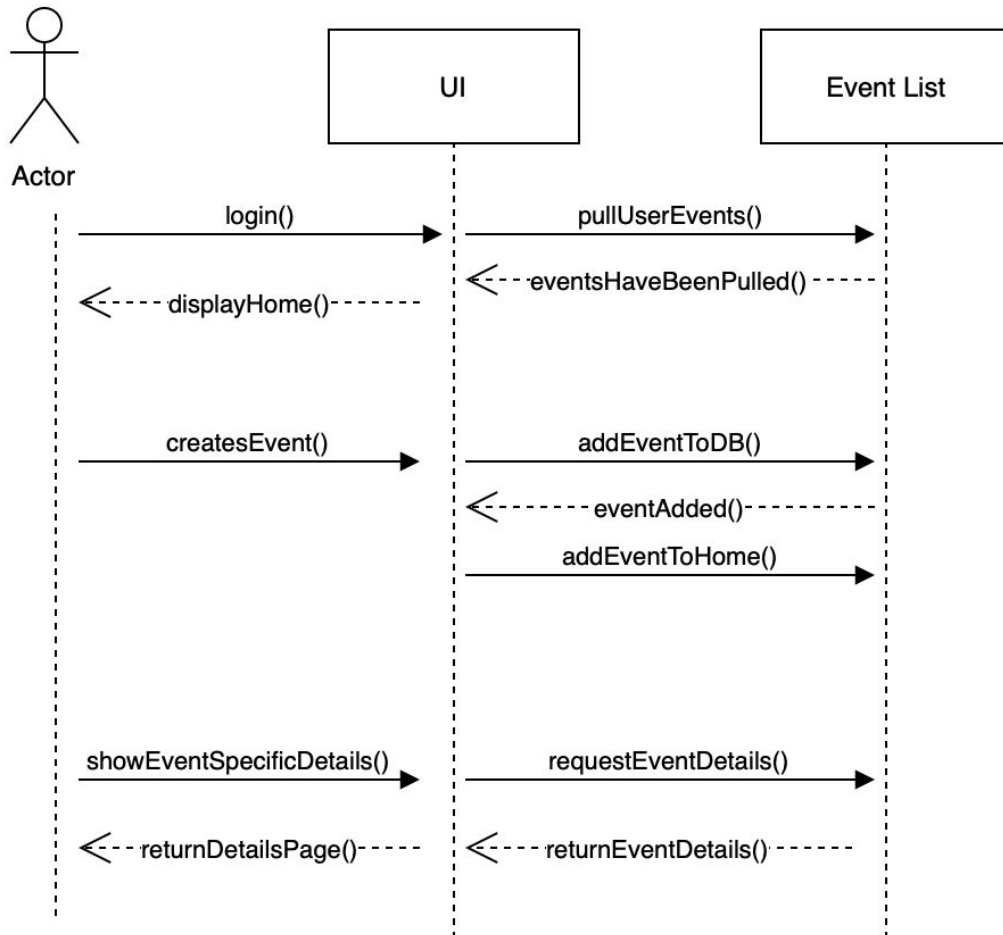 UI
Event List
Actor
login()
pullUserEvents()
eventsHaveBeenPulled()
displayHome()
createsEvent()
addEventToDB()
eventAdded()
addEventToHome()
showEventSpecificDetails()
requestEventDetails()
returnDetailsPage()
returnEventDetails()